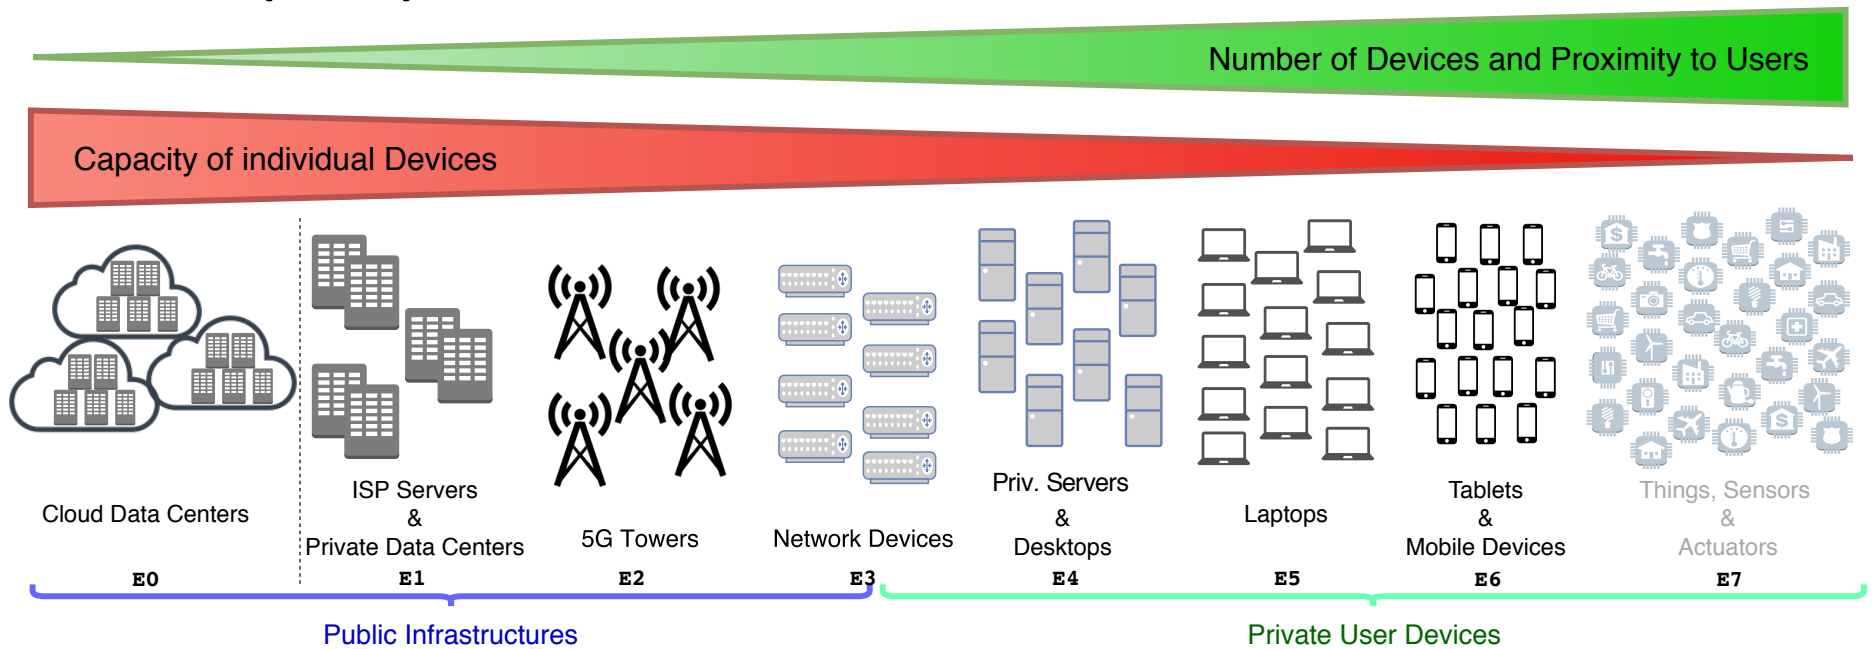 Number of Devices and Proximity to Users
Capacity of individual Devices
Cloud Data Centers
E0
ISP Servers
&
Private Data Centers
E1
5G Towers
E2
Network Devices
E3
Priv. Servers
&
Desktops
E4
Laptops
E5
Tablets
&
Mobile Devices
E6
Things, Sensors
&
Actuators
E7
Public Infrastructures
Private User Devices